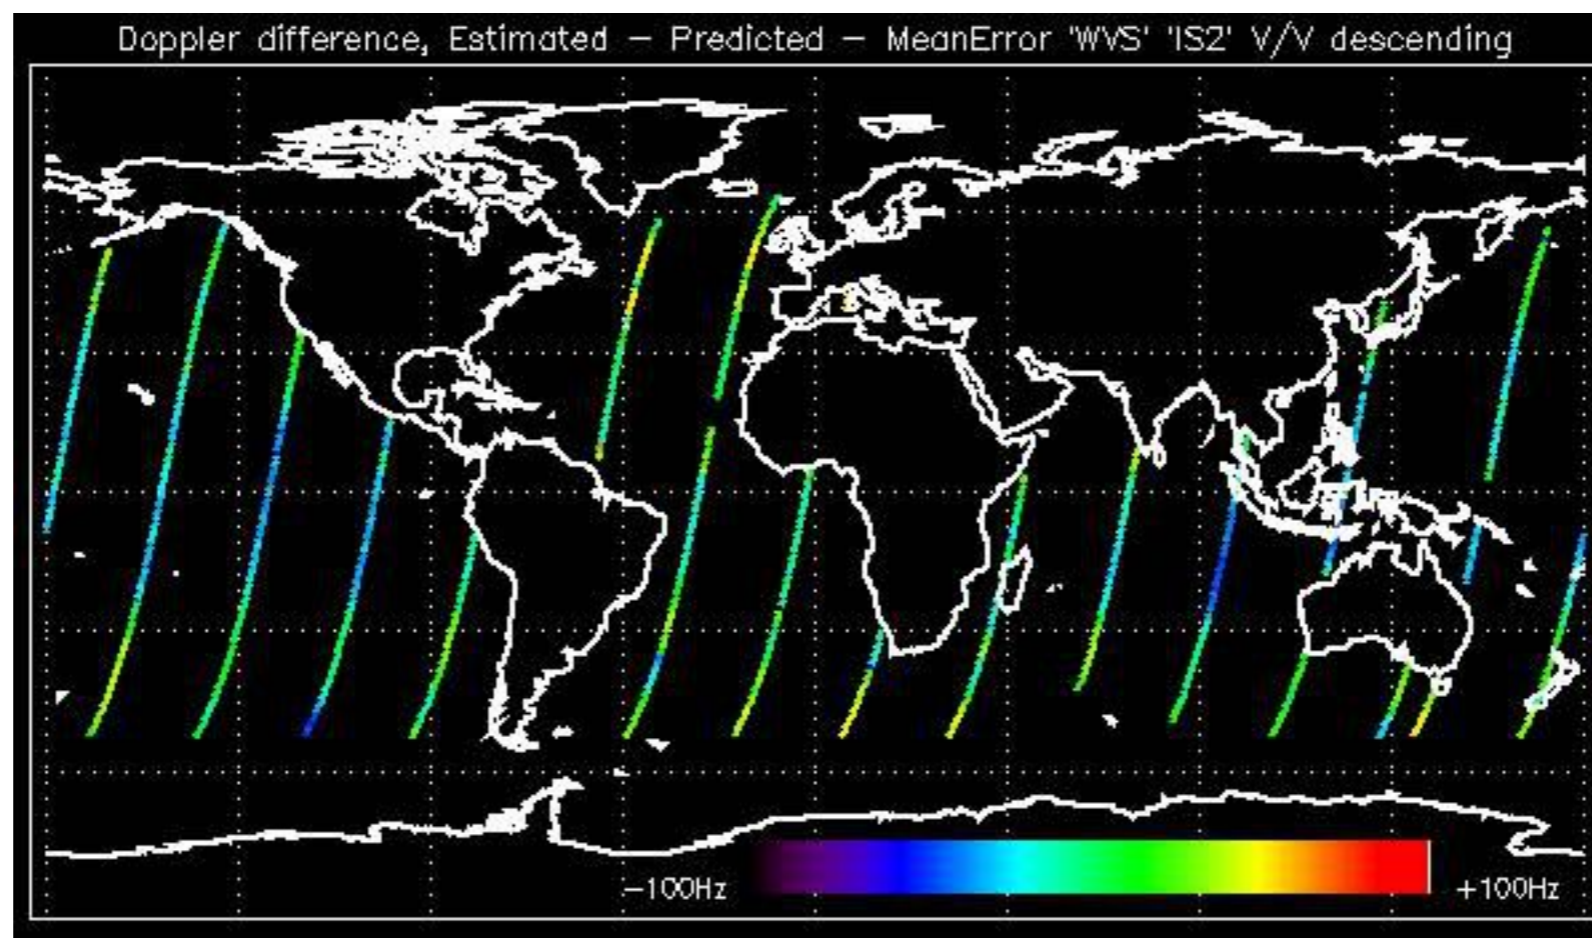 Doppler difference, Estimated – Predicted – MeanError 'WVS' 'IS2' V/V descending
–100Hz
+100Hz